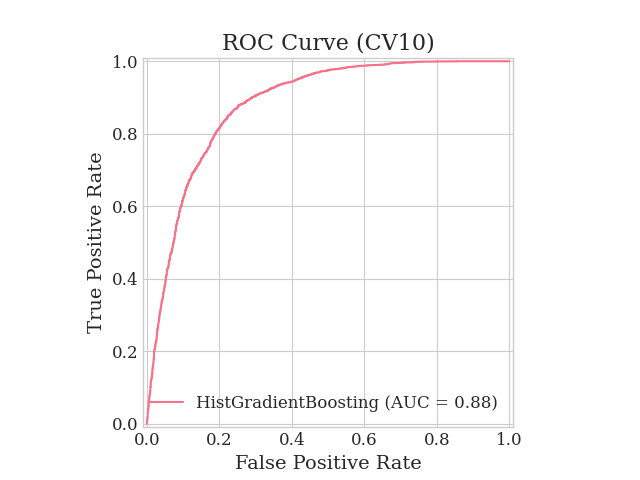 ROC Curve (CV10)
True Positive Rate
1.0
0.8
0.6
0.4
0.2
0.0
HistGradientBoosting (AUC = 0.88)
0.0 0.2 0.4 0.6 0.8 1.0
False Positive Rate